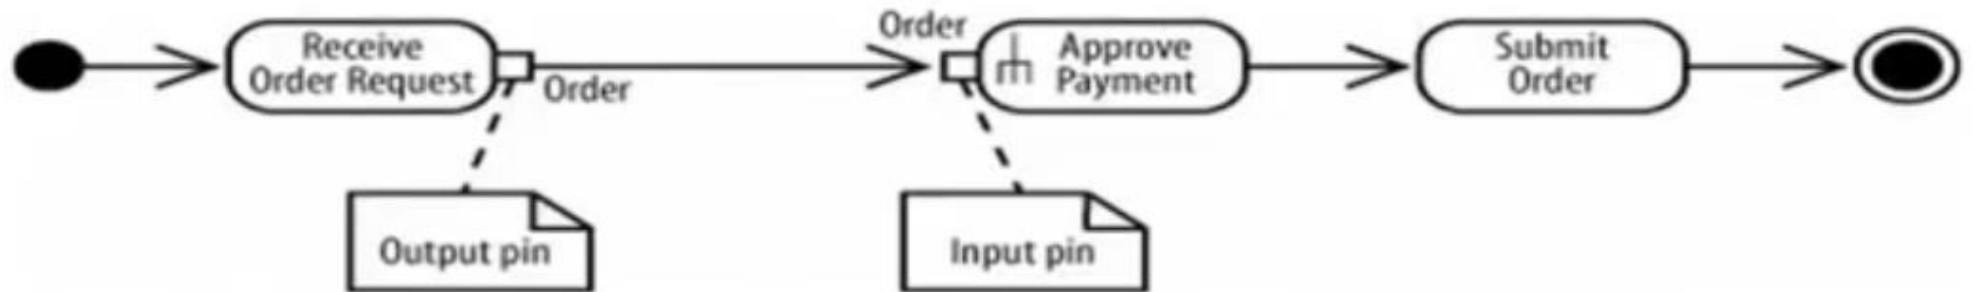 Receive
Order Request
Order
Order
Approve
Payment
Submit
Order
Output pin
Input pin